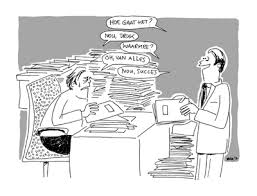 HOE GAAT HET?
NOU, DRUK
WAARMEE?
OH, VAN ALLES
NOU, SUCCES